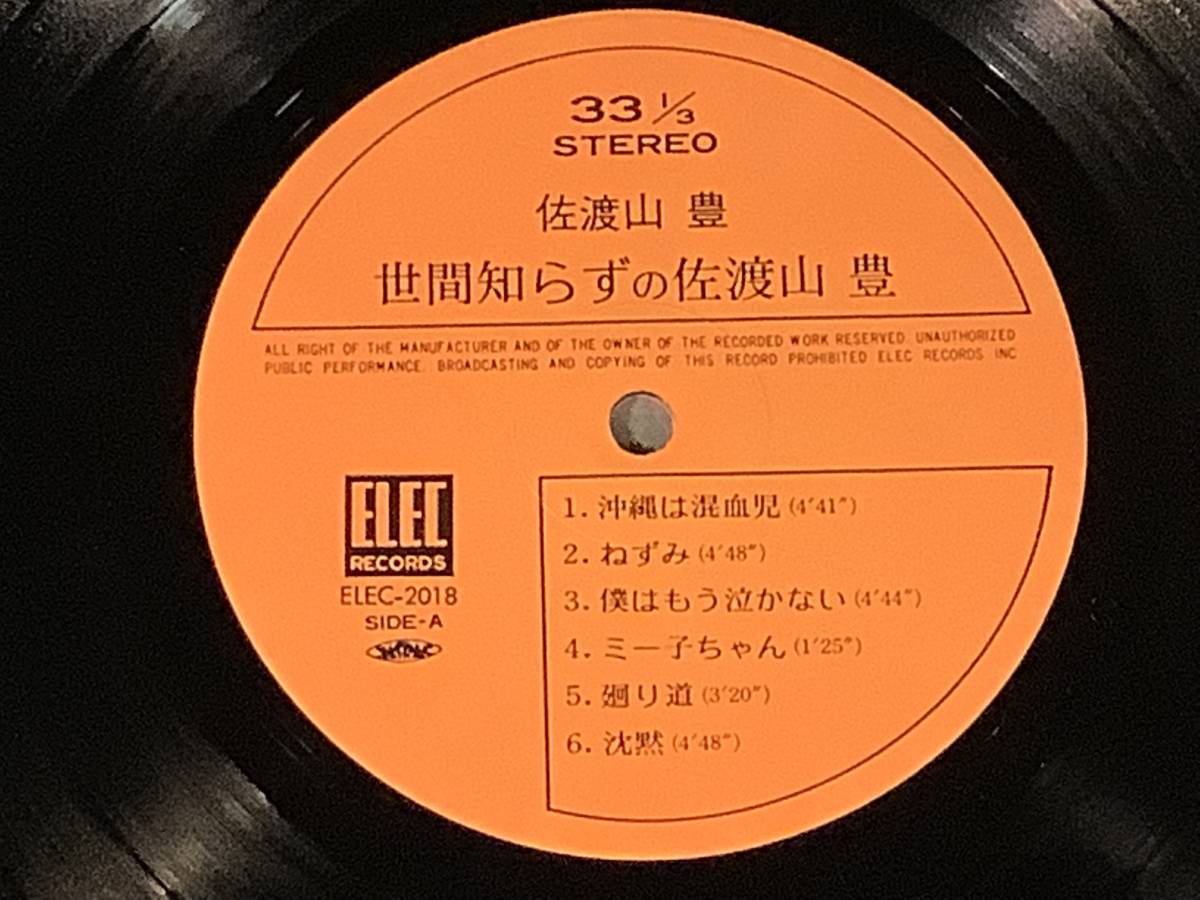 33 1/3
STEREO
佐渡山 豊
世間知らずの佐渡山 豊
ALL RIGHT OF THE MANUFACTURER AND OF THE OWNER OF THE RECORDED WORK RESERVED. UNAUTHORIZED
PUBLIC PERFORMANCE. BROADCASTING AND COPYING OF THIS RECORD PROHIBITED ELEC RECORDS INC
ELEC
RECORDS
ELEC-2018
SIDE-A
1. 沖縄は混血児 (4′41″)
2. ねずみ (4′48″)
3. 僕はもう泣かない (4′44″)
4. ミー子ちゃん (1′25″)
5. 廻り道 (3′20″)
6. 沈黙 (4′48″)